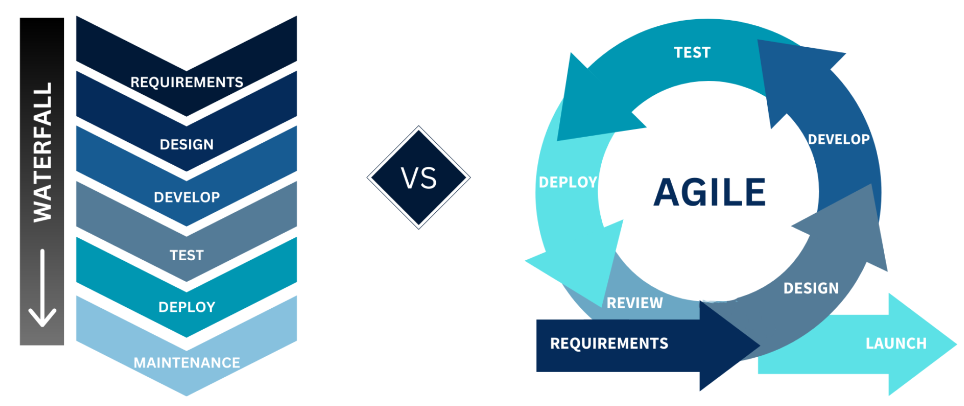 WATERFALL
REQUIREMENTS
DESIGN
DEVELOP
TEST
DEPLOY
MAINTENANCE
VS
AGILE
TEST
DEVELOP
DEPLOY
DESIGN
REVIEW
REQUIREMENTS
LAUNCH